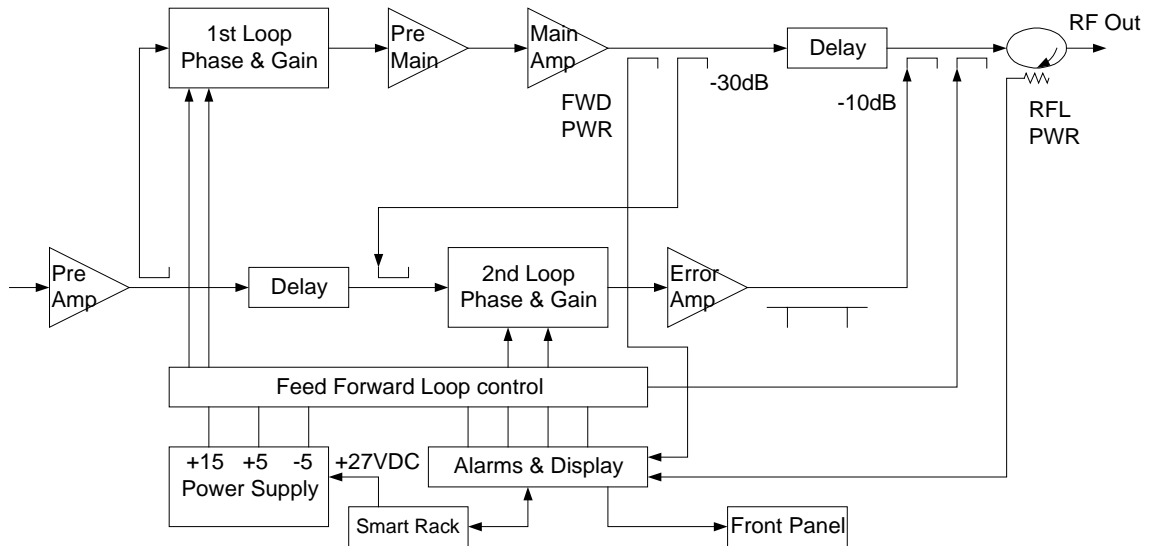 RF Out
1st Loop
Phase & Gain
Pre
Main
Main
Amp
Delay
-30dB
-10dB
FWD
PWR
RFL
PWR
Pre
Amp
Delay
2nd Loop
Phase & Gain
Error
Amp
Feed Forward Loop control
+15 +5 -5
Power Supply
+27VDC
Alarms & Display
Smart Rack
Front Panel